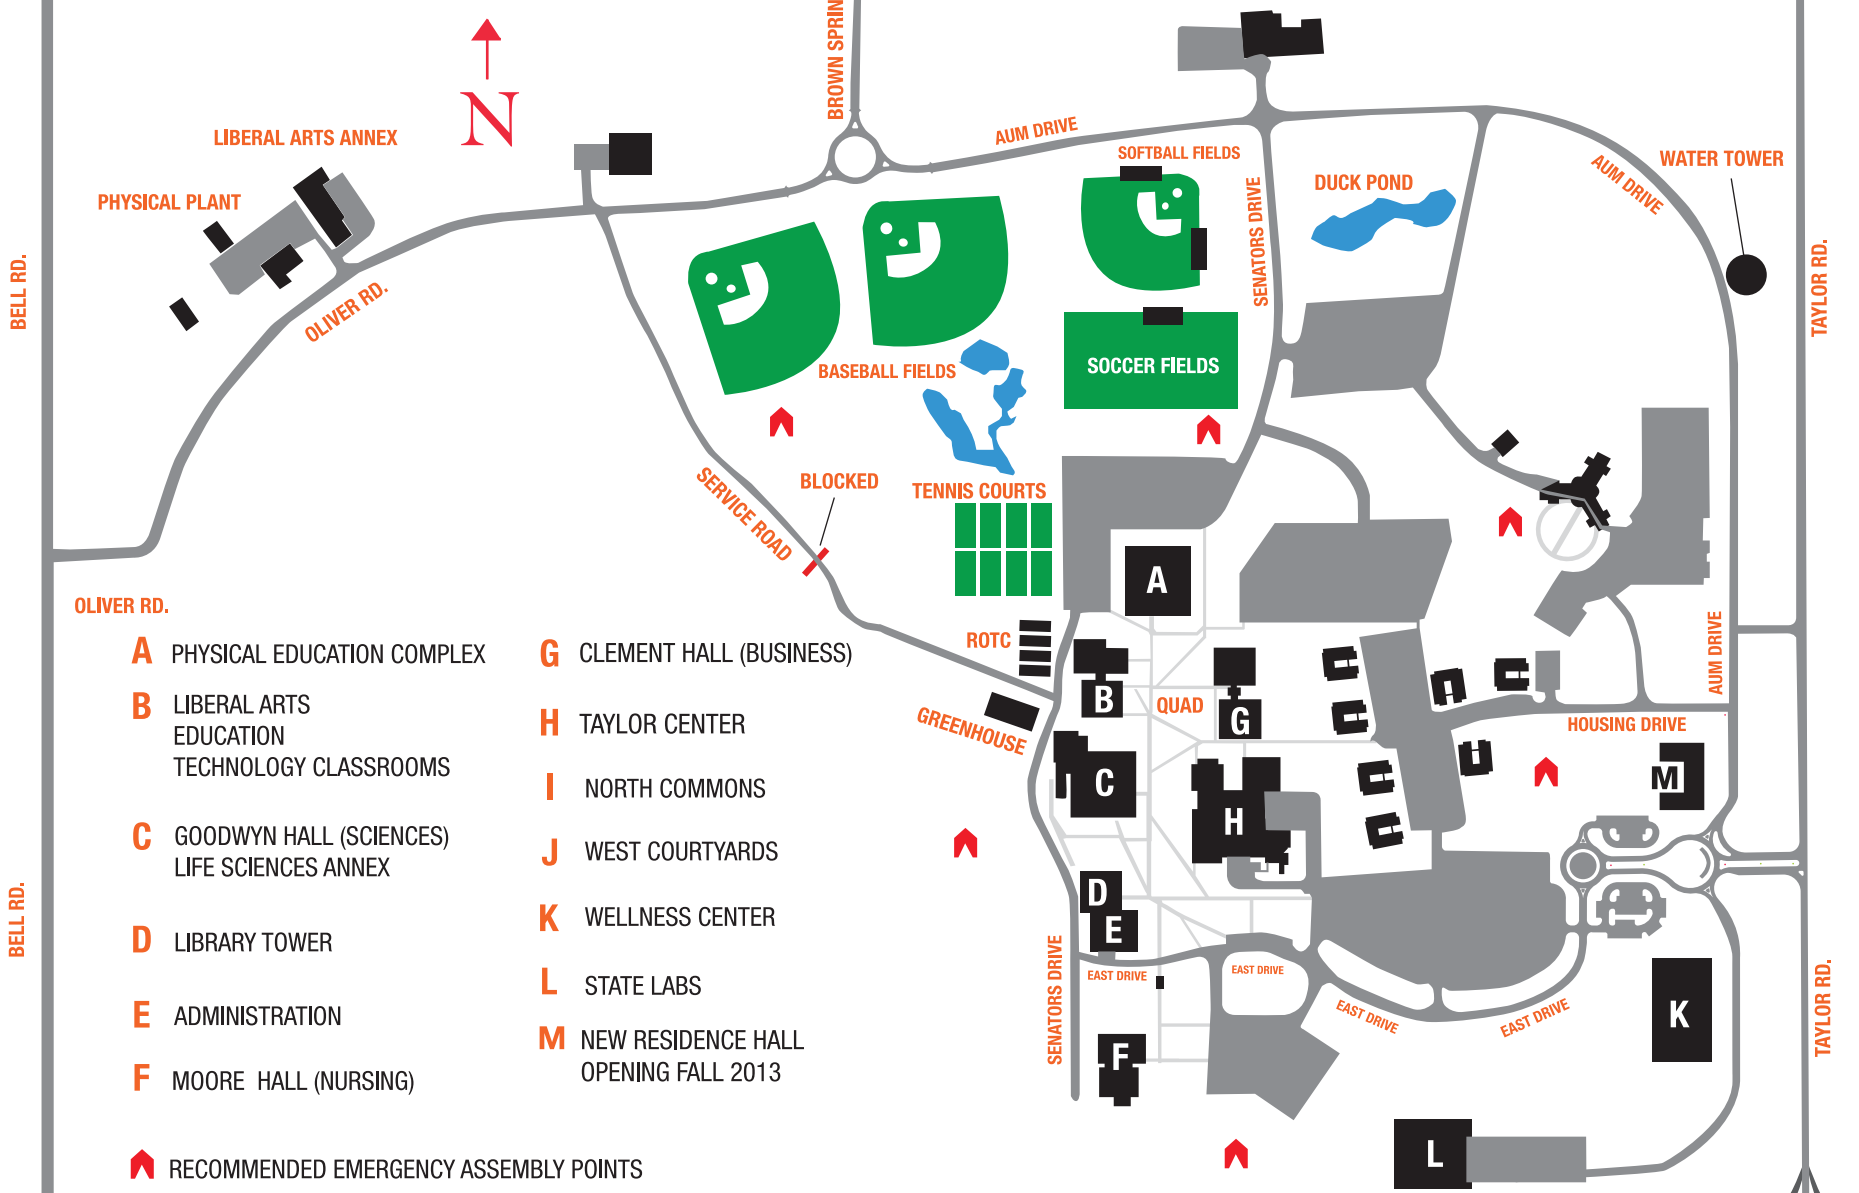 BROWN SPRIN
N
AUM DRIVE
LIBERAL ARTS ANNEX
SOFTBALL FIELDS
WATER TOWER
AUM DRIVE
DUCK POND
PHYSICAL PLANT
SENATORS DRIVE
BELL RD.
TAYLOR RD.
OLIVER RD.
BASEBALL FIELDS
SOCCER FIELDS
BLOCKED
TENNIS COURTS
SERVICE ROAD
A
OLIVER RD.
ROTC
AUM DRIVE
B
QUAD
G
GREENHOUSE
HOUSING DRIVE
C
M
H
D
E
SENATORS DRIVE
EAST DRIVE
EAST DRIVE
EAST DRIVE
EAST DRIVE
K
F
L
BELL RD.
TAYLOR RD.
A PHYSICAL EDUCATION COMPLEX
B LIBERAL ARTS
EDUCATION
TECHNOLOGY CLASSROOMS
C GOODWYN HALL (SCIENCES)
LIFE SCIENCES ANNEX
D LIBRARY TOWER
E ADMINISTRATION
F MOORE HALL (NURSING)
G CLEMENT HALL (BUSINESS)
H TAYLOR CENTER
I NORTH COMMONS
J WEST COURTYARDS
K WELLNESS CENTER
L STATE LABS
M NEW RESIDENCE HALL
OPENING FALL 2013
RECOMMENDED EMERGENCY ASSEMBLY POINTS